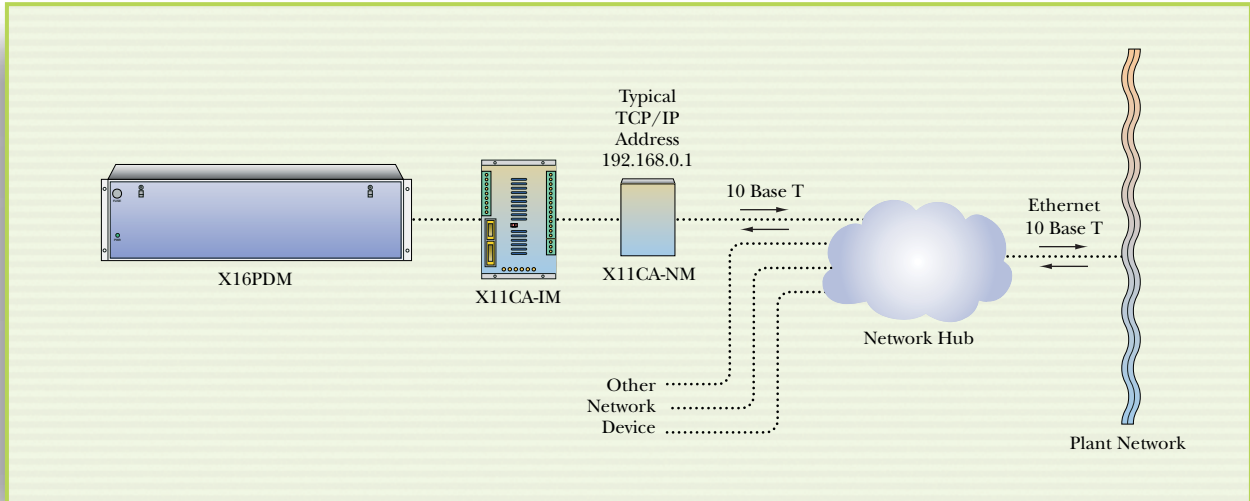 Typical
TCP/IP
Address
192.168.0.1
10 Base T
Ethernet
10 Base T
X16PDM
X11CA-IM
X11CA-NM
Network Hub
Other
Network
Device
Plant Network